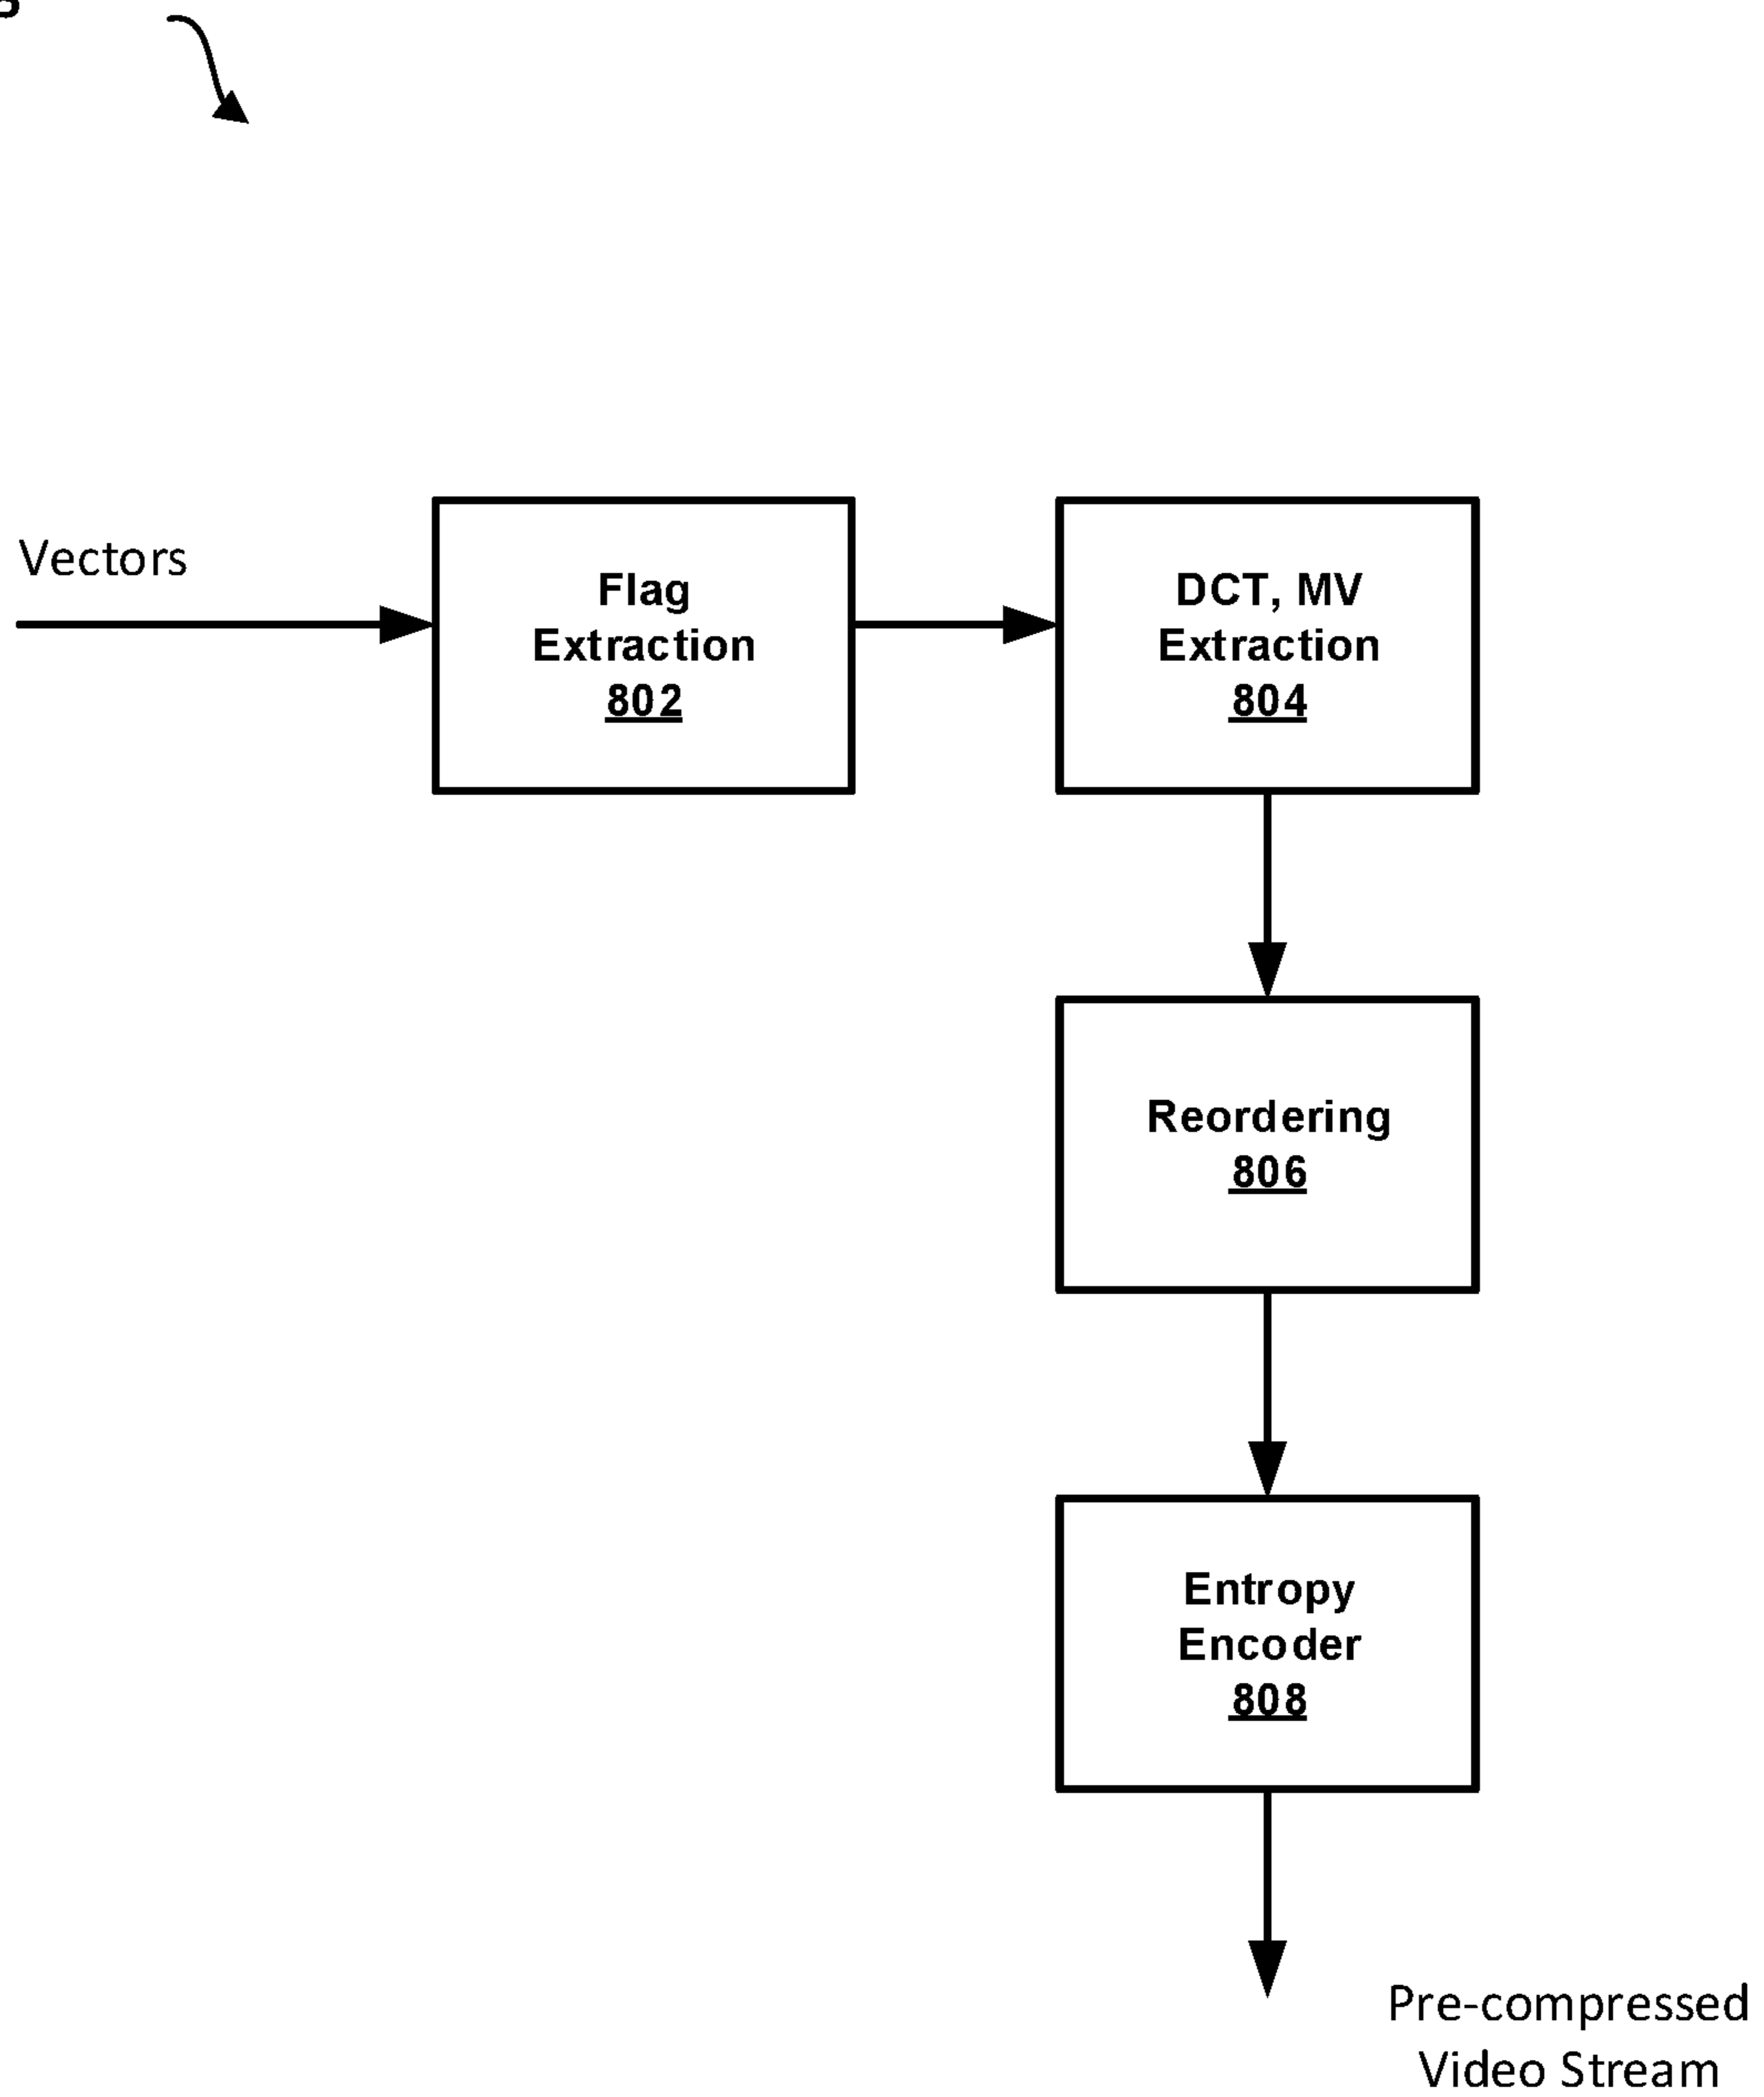 Vectors
Flag
Extraction
802
DCT, MV
Extraction
804
Reordering
806
Entropy
Encoder
808
Pre-compressed
Video Stream